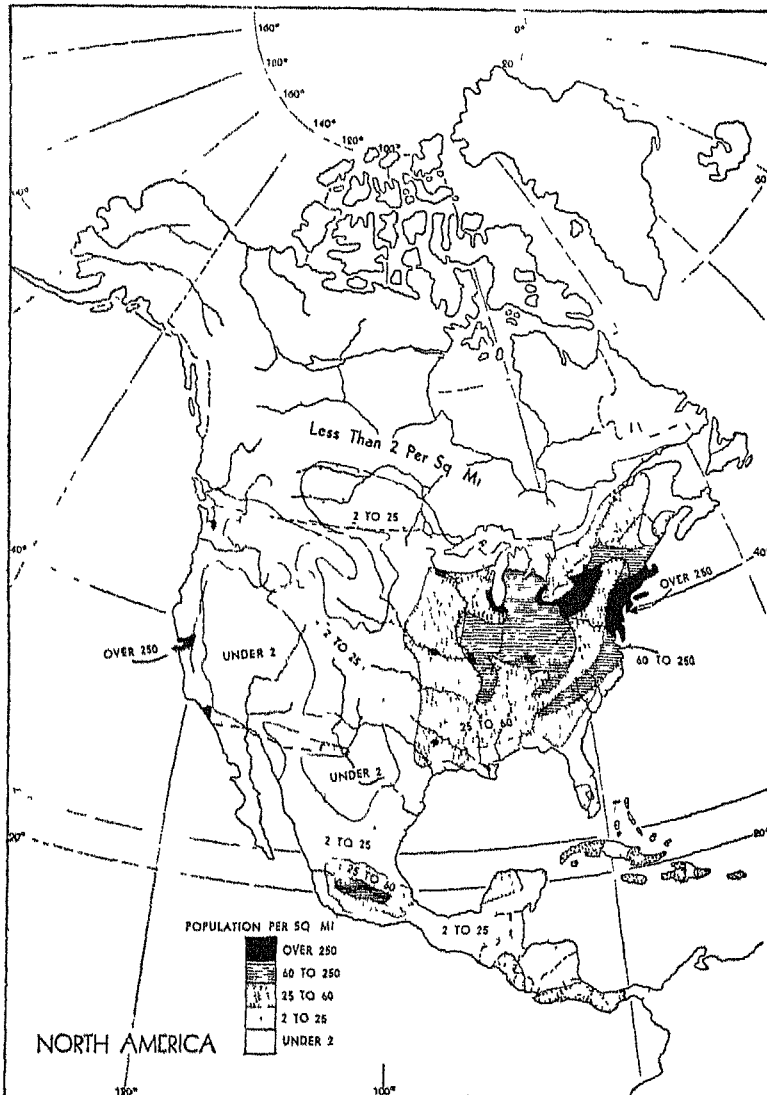 160°
180°
160°
140°
120°
100°
0°
20
60
Less Than 2 Per Sq Mi
2 TO 25
40°
40°
OVER 250
OVER 250
UNDER 2
2 TO 25
60 TO 250
25 TO 60
UNDER 2
2 TO 25
20°
20°
25 TO 60
2 TO 25
POPULATION PER SQ MI
OVER 250
60 TO 250
25 TO 60
2 TO 25
UNDER 2
NORTH AMERICA
120°
100°